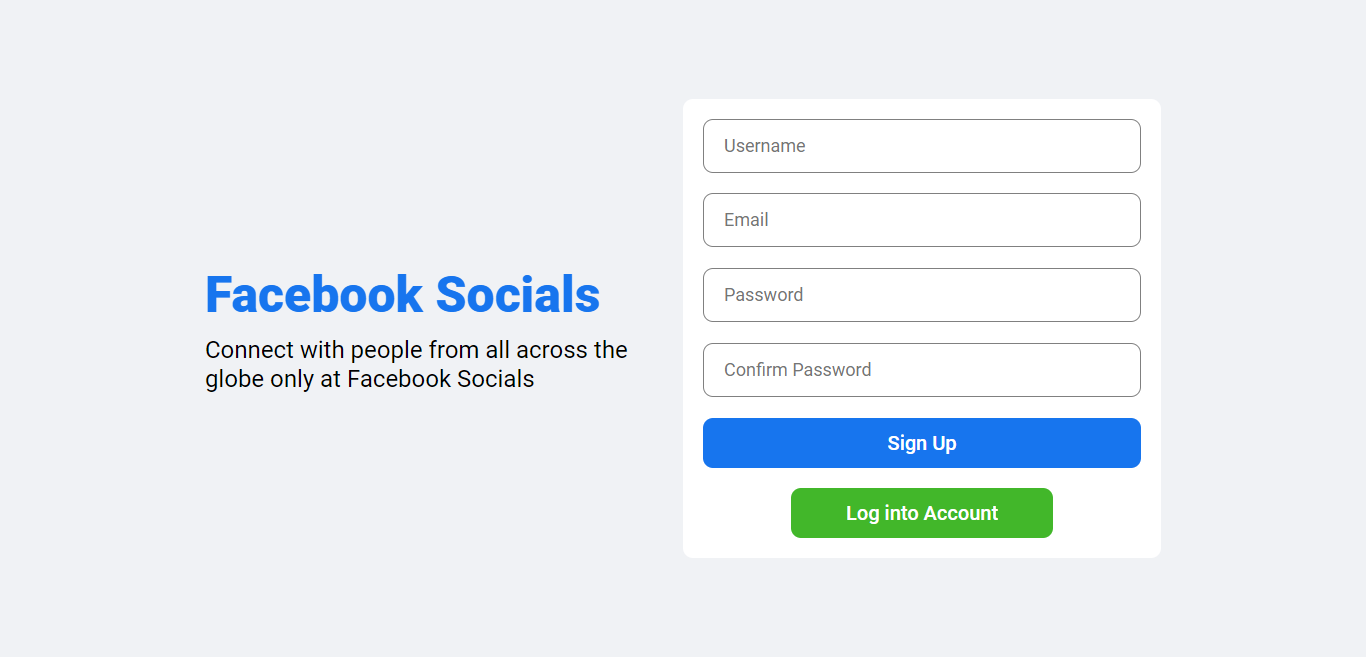 Facebook Socials
Connect with people from all across the
globe only at Facebook Socials
Username
Email
Password
Confirm Password
Sign Up
Log into Account